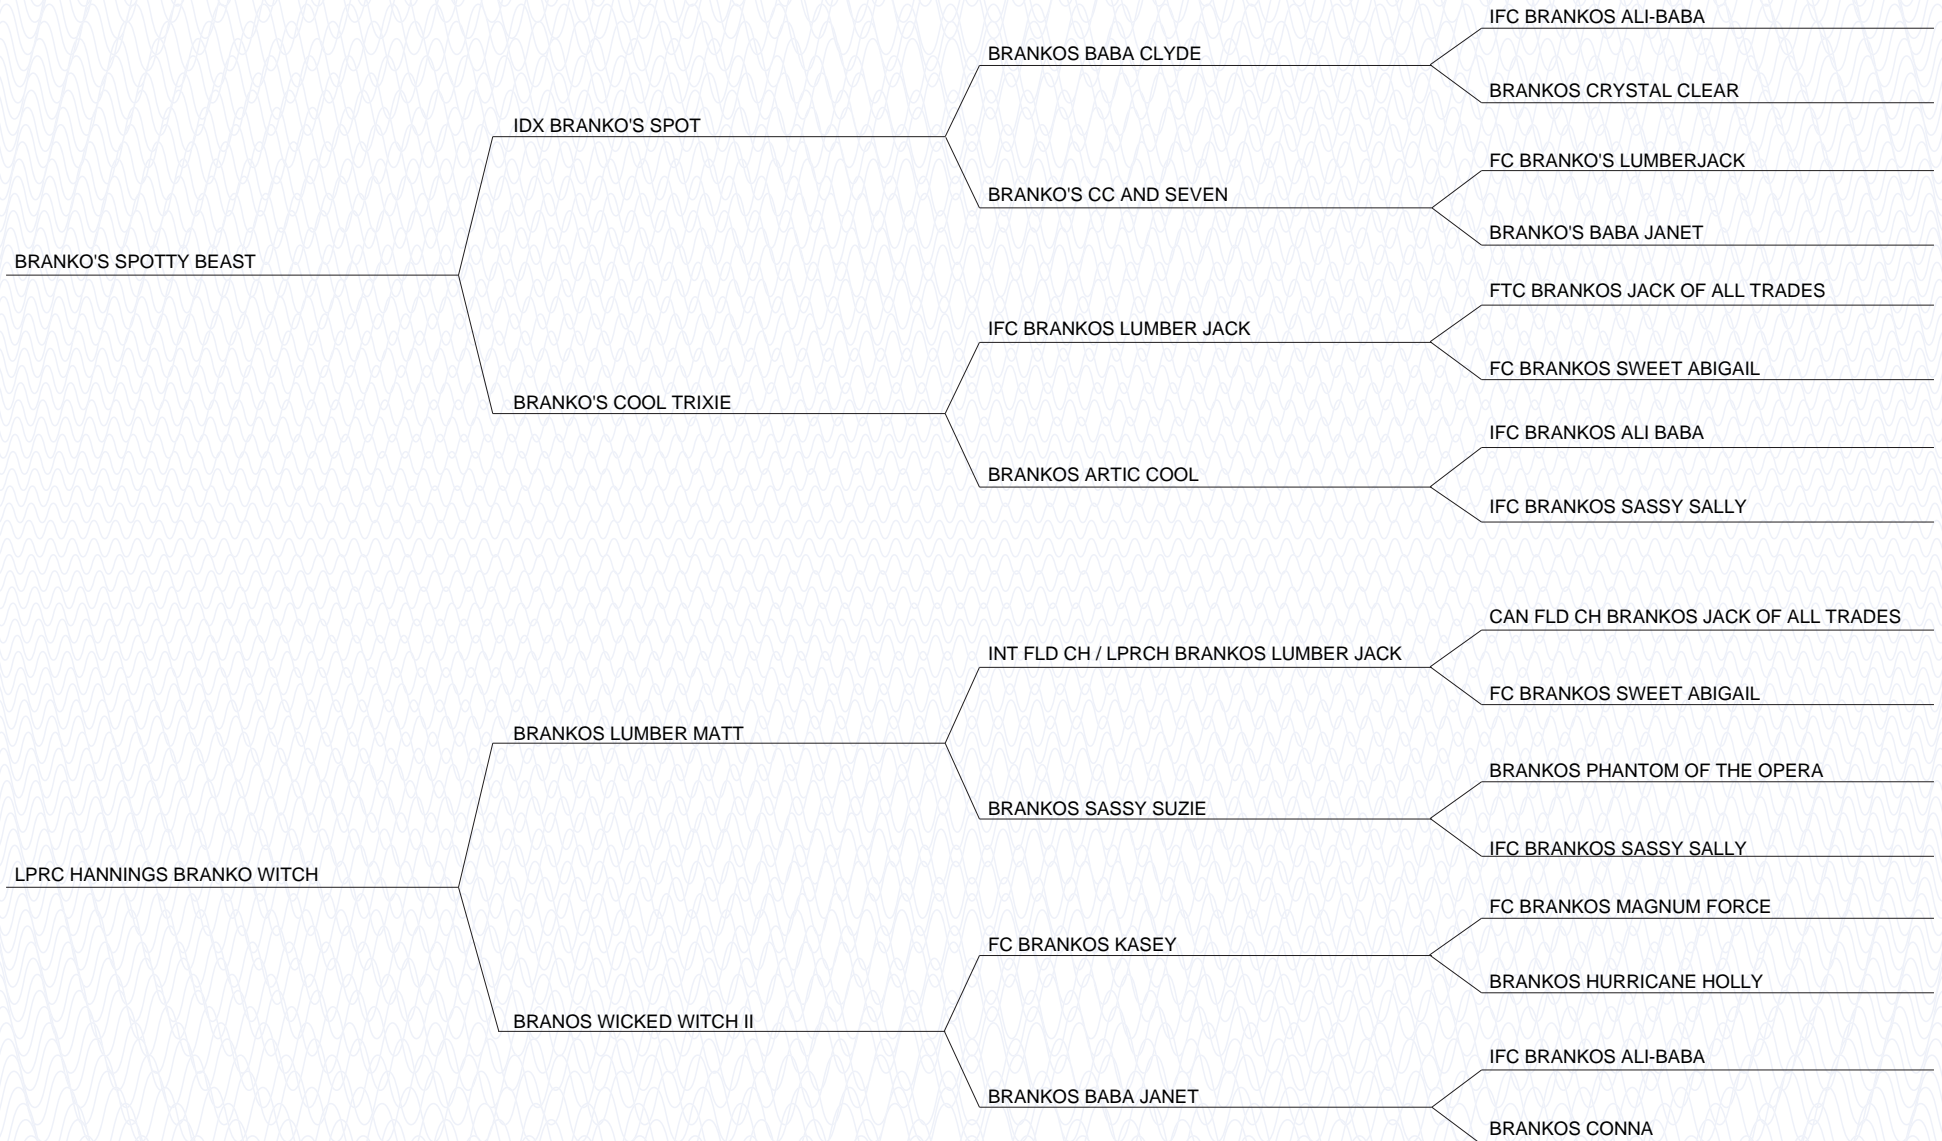 IFC BRANKOS ALI-BABA
BRANKOS BABA CLYDE
BRANKOS CRYSTAL CLEAR
IDX BRANKO'S SPOT
FC BRANKO'S LUMBERJACK
BRANKO'S CC AND SEVEN
BRANKO'S BABA JANET
BRANKO'S SPOTTY BEAST
FTC BRANKOS JACK OF ALL TRADES
IFC BRANKOS LUMBER JACK
FC BRANKOS SWEET ABIGAIL
BRANKO'S COOL TRIXIE
IFC BRANKOS ALI BABA
BRANKOS ARTIC COOL
IFC BRANKOS SASSY SALLY
CAN FLD CH BRANKOS JACK OF ALL TRADES
INT FLD CH / LPRCH BRANKOS LUMBER JACK
FC BRANKOS SWEET ABIGAIL
BRANKOS LUMBER MATT
BRANKOS PHANTOM OF THE OPERA
BRANKOS SASSY SUZIE
IFC BRANKOS SASSY SALLY
LPRC HANNINGS BRANKO WITCH
FC BRANKOS MAGNUM FORCE
FC BRANKOS KASEY
BRANKOS HURRICANE HOLLY
BRANOS WICKED WITCH II
IFC BRANKOS ALI-BABA
BRANKOS BABA JANET
BRANKOS CONNA